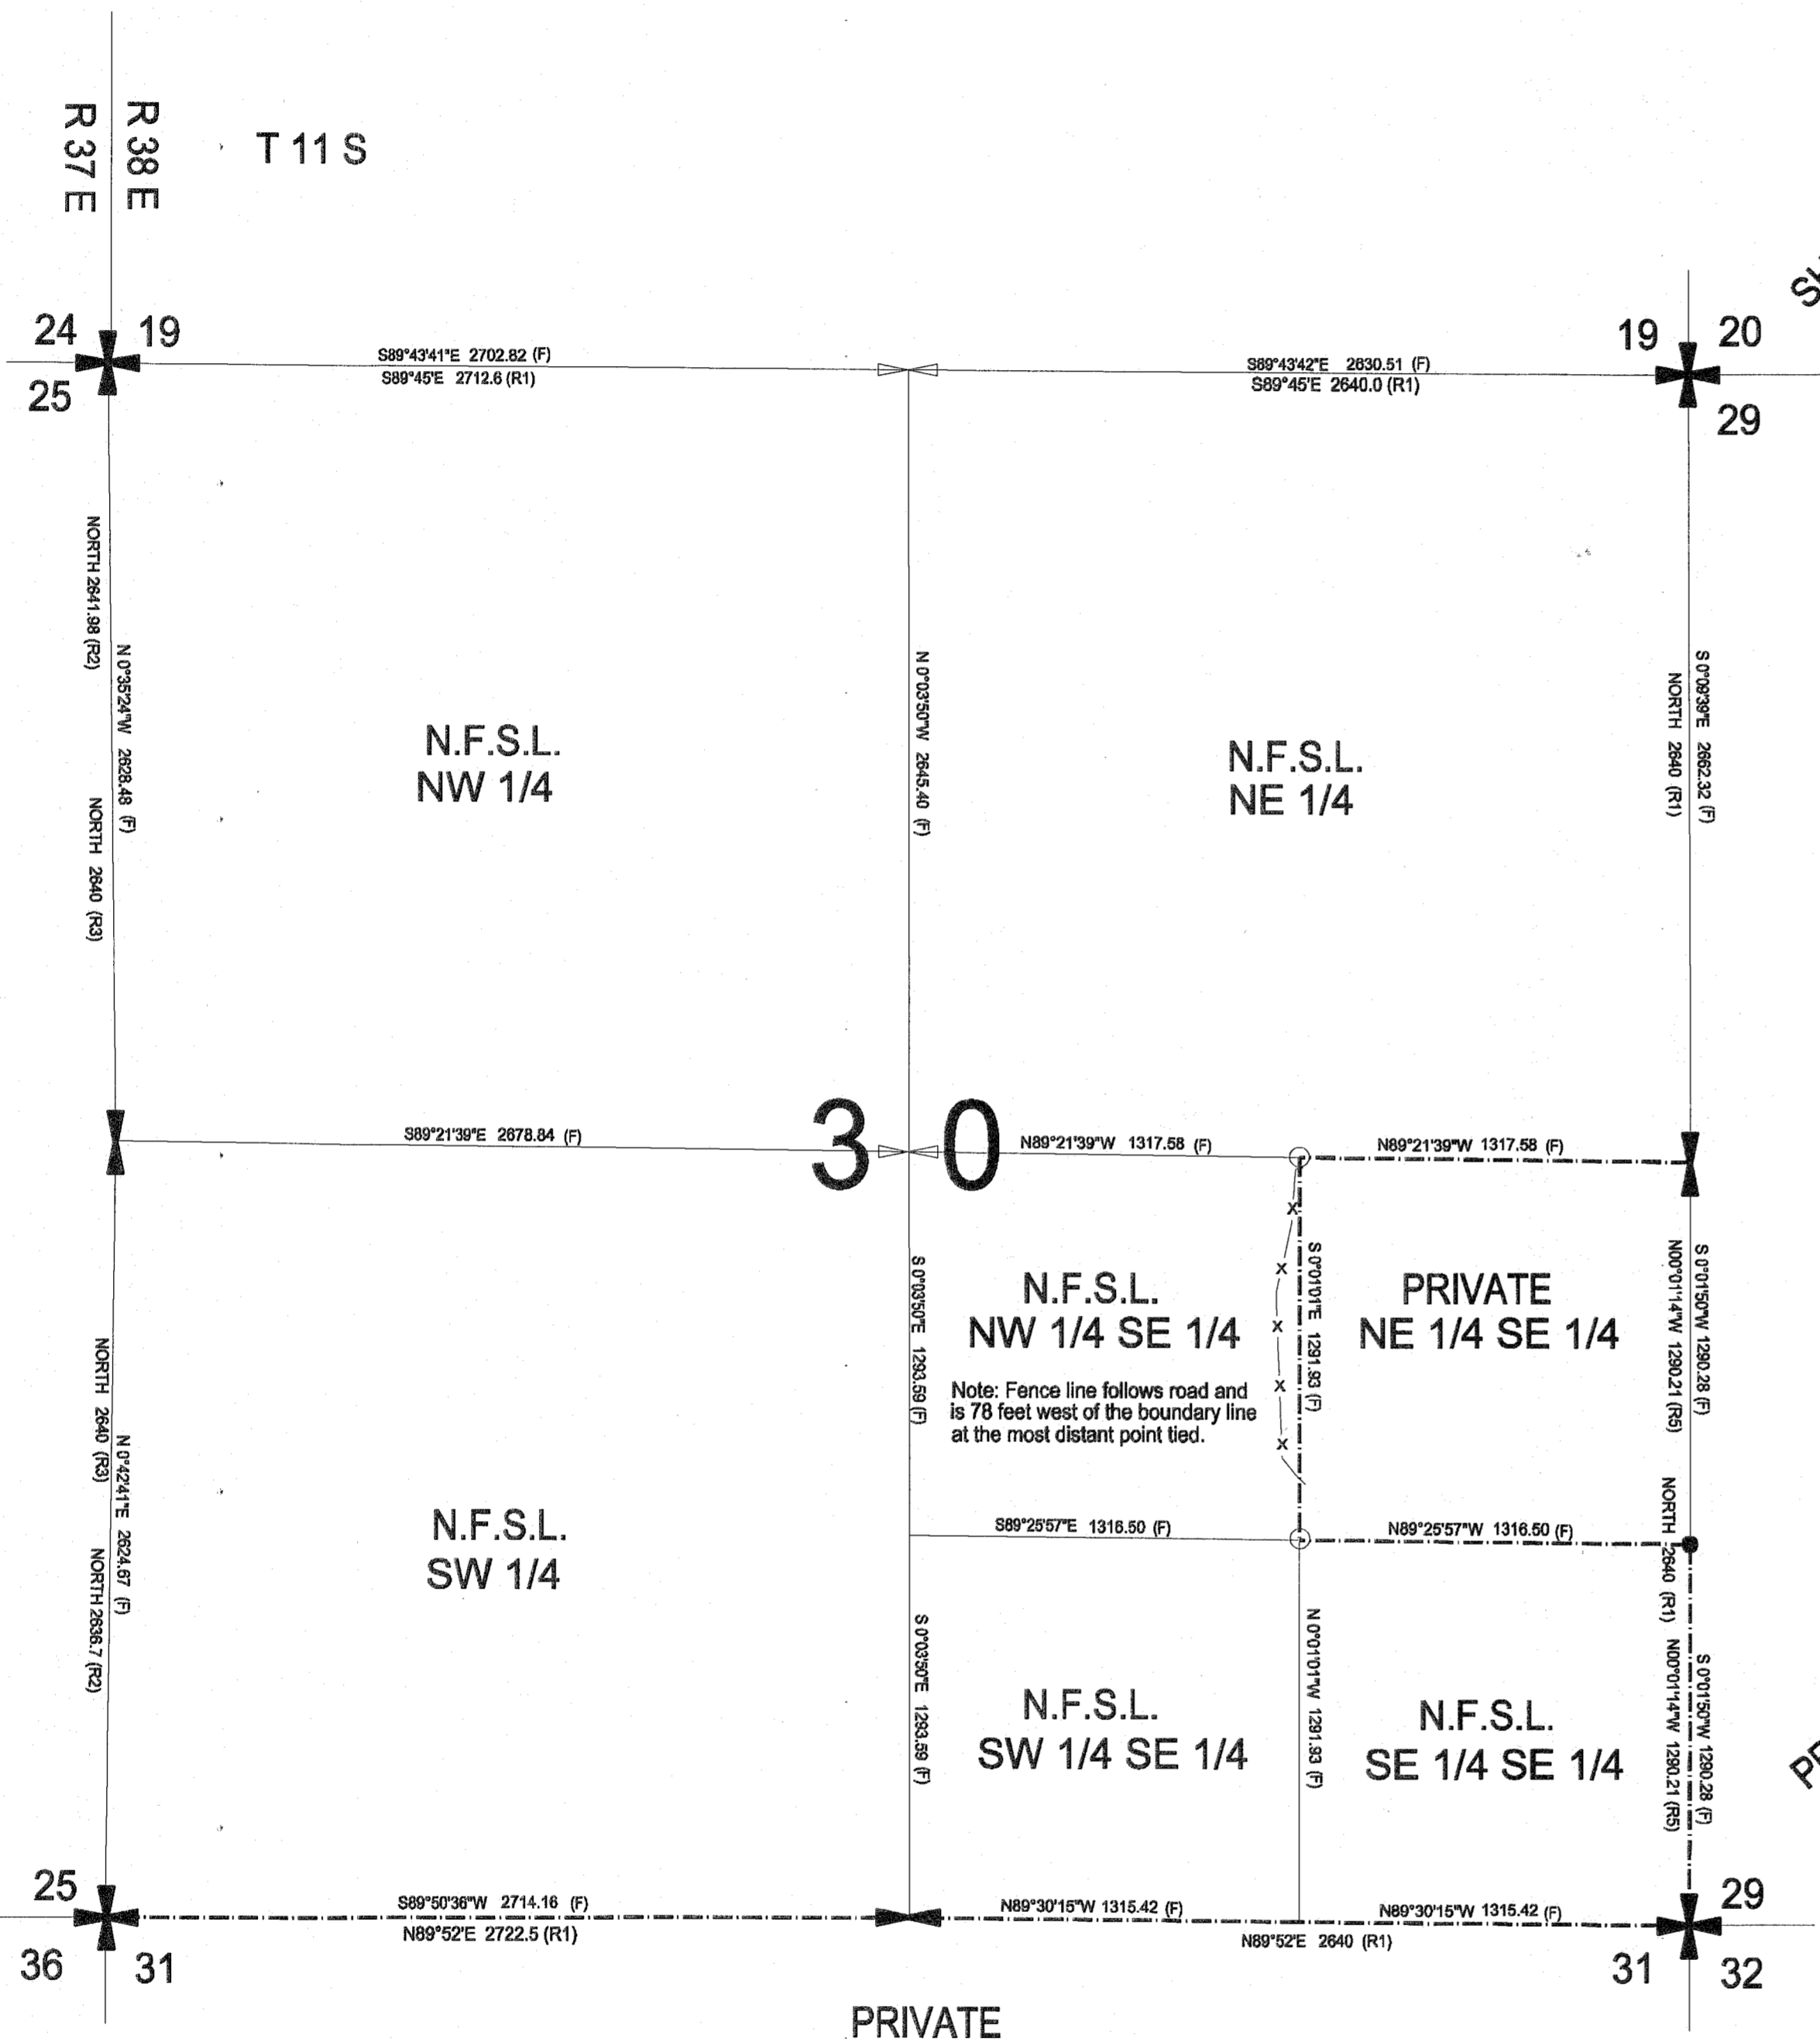 R 38 E
R 37 E
T 11 S
24
19
19
20
25
29
S89°43'41"E 2702.82 (F)
S89°45'E 2712.6 (R1)
S89°43'42"E 2630.51 (F)
S89°45'E 2640.0 (R1)
NORTH 2641.98 (R2)
N 0°35'24"W 2628.48 (F)
NORTH 2640 (R3)
N.F.S.L.
NW 1/4
N 0°03'50"W 2645.40 (F)
N.F.S.L.
NE 1/4
S 0°09'39"E 2662.32 (F)
NORTH 2640 (R1)
S89°21'39"E 2678.84 (F)
30
N89°21'39"W 1317.58 (F)
N89°21'39"W 1317.58 (F)
S 0°03'50"E 1293.59 (F)
N.F.S.L.
NW 1/4 SE 1/4
Note: Fence line follows road and
is 78 feet west of the boundary line
at the most distant point tied.
X
X
X
X
X
S 0°01'01"E 1291.93 (F)
PRIVATE
NE 1/4 SE 1/4
S 0°01'50"W 1290.28 (F)
N00°01'14"W 1290.21 (R5)
NORTH 2640 (R3)
N 0°42'41"E 2624.67 (F)
NORTH 2636.7 (R2)
N.F.S.L.
SW 1/4
S89°25'57"E 1316.50 (F)
N89°25'57"W 1316.50 (F)
NORTH 2640 (R1)
S 0°03'50"E 1293.59 (F)
N.F.S.L.
SW 1/4 SE 1/4
N 0°01'01"W 1291.93 (F)
N.F.S.L.
SE 1/4 SE 1/4
N00°01'14"W 1290.21 (R5)
S 0°01'50"W 1290.28 (F)
25
29
S89°50'36"W 2714.16 (F)
N89°52'E 2722.5 (R1)
N89°30'15"W 1315.42 (F)
N89°30'15"W 1315.42 (F)
N89°52'E 2640 (R1)
36
31
31
32
PRIVATE